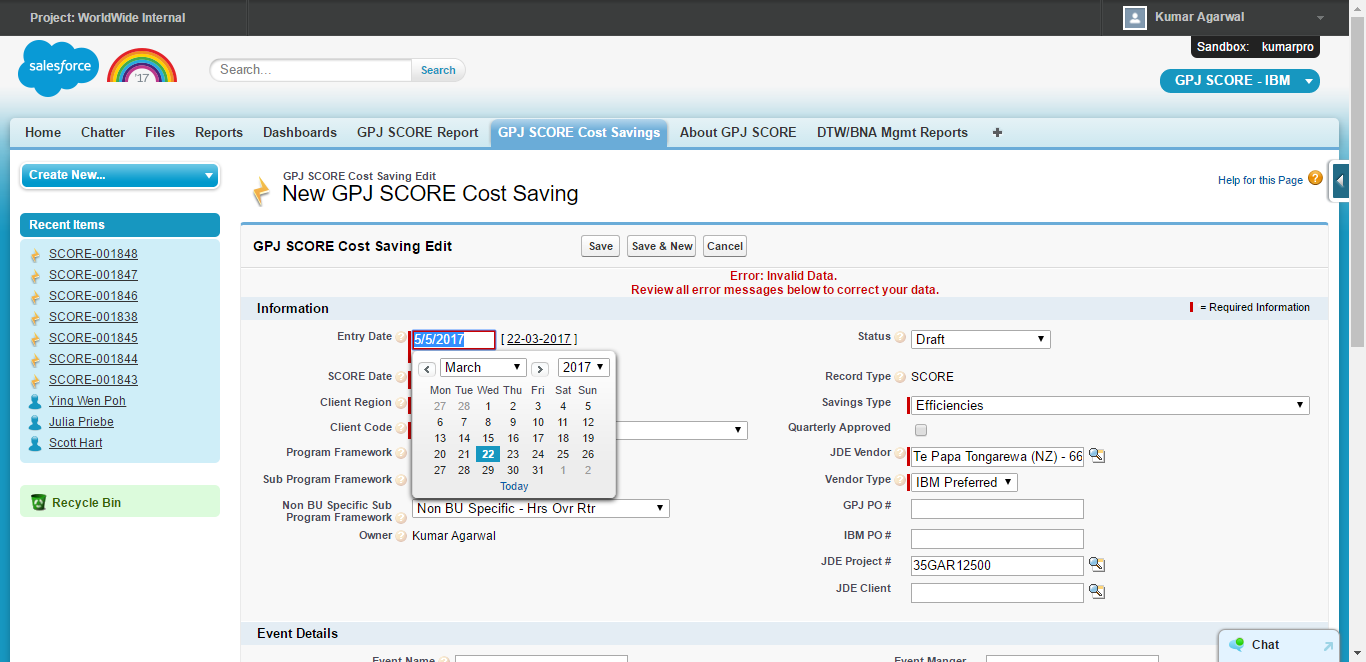 Project: WorldWide Internal
Kumar Agarwal
Sandbox: kumarpro
salesforce
'17
Search...
Search
GPJ SCORE - IBM
Home Chatter Files Reports Dashboards GPJ SCORE Report GPJ SCORE Cost Savings About GPJ SCORE DTW/BNA Mgmt Reports +
Create New...
Recent Items
SCORE-001848
SCORE-001847
SCORE-001846
SCORE-001838
SCORE-001845
SCORE-001844
SCORE-001843
Ying Wen Poh
Julia Priebe
Scott Hart
Recycle Bin
GPJ SCORE Cost Saving Edit
New GPJ SCORE Cost Saving
Help for this Page ?
GPJ SCORE Cost Saving Edit
Save Save & New Cancel
Error: Invalid Data.
Review all error messages below to correct your data.
Information
= Required Information
Entry Date ? 5/5/2017 [ 22-03-2017 ]
SCORE Date ?
Client Region ?
Client Code ?
Program Framework ?
Sub Program Framework ?
Non BU Specific Sub
Program Framework ? Non BU Specific - Hrs Ovr Rtr
Owner ? Kumar Agarwal
< March > 2017
Mon Tue Wed Thu Fri Sat Sun
27 28 1 2 3 4 5
6 7 8 9 10 11 12
13 14 15 16 17 18 19
20 21 22 23 24 25 26
27 28 29 30 31 1 2
Today
Status ? Draft
Record Type ? SCORE
Savings Type ? Efficiencies
Quarterly Approved
JDE Vendor ? Te Papa Tongarewa (NZ) - 66
Vendor Type ? IBM Preferred
GPJ PO #
IBM PO #
JDE Project # 35GAR12500
JDE Client
Event Details
Event Name ?
Event Manger
Chat